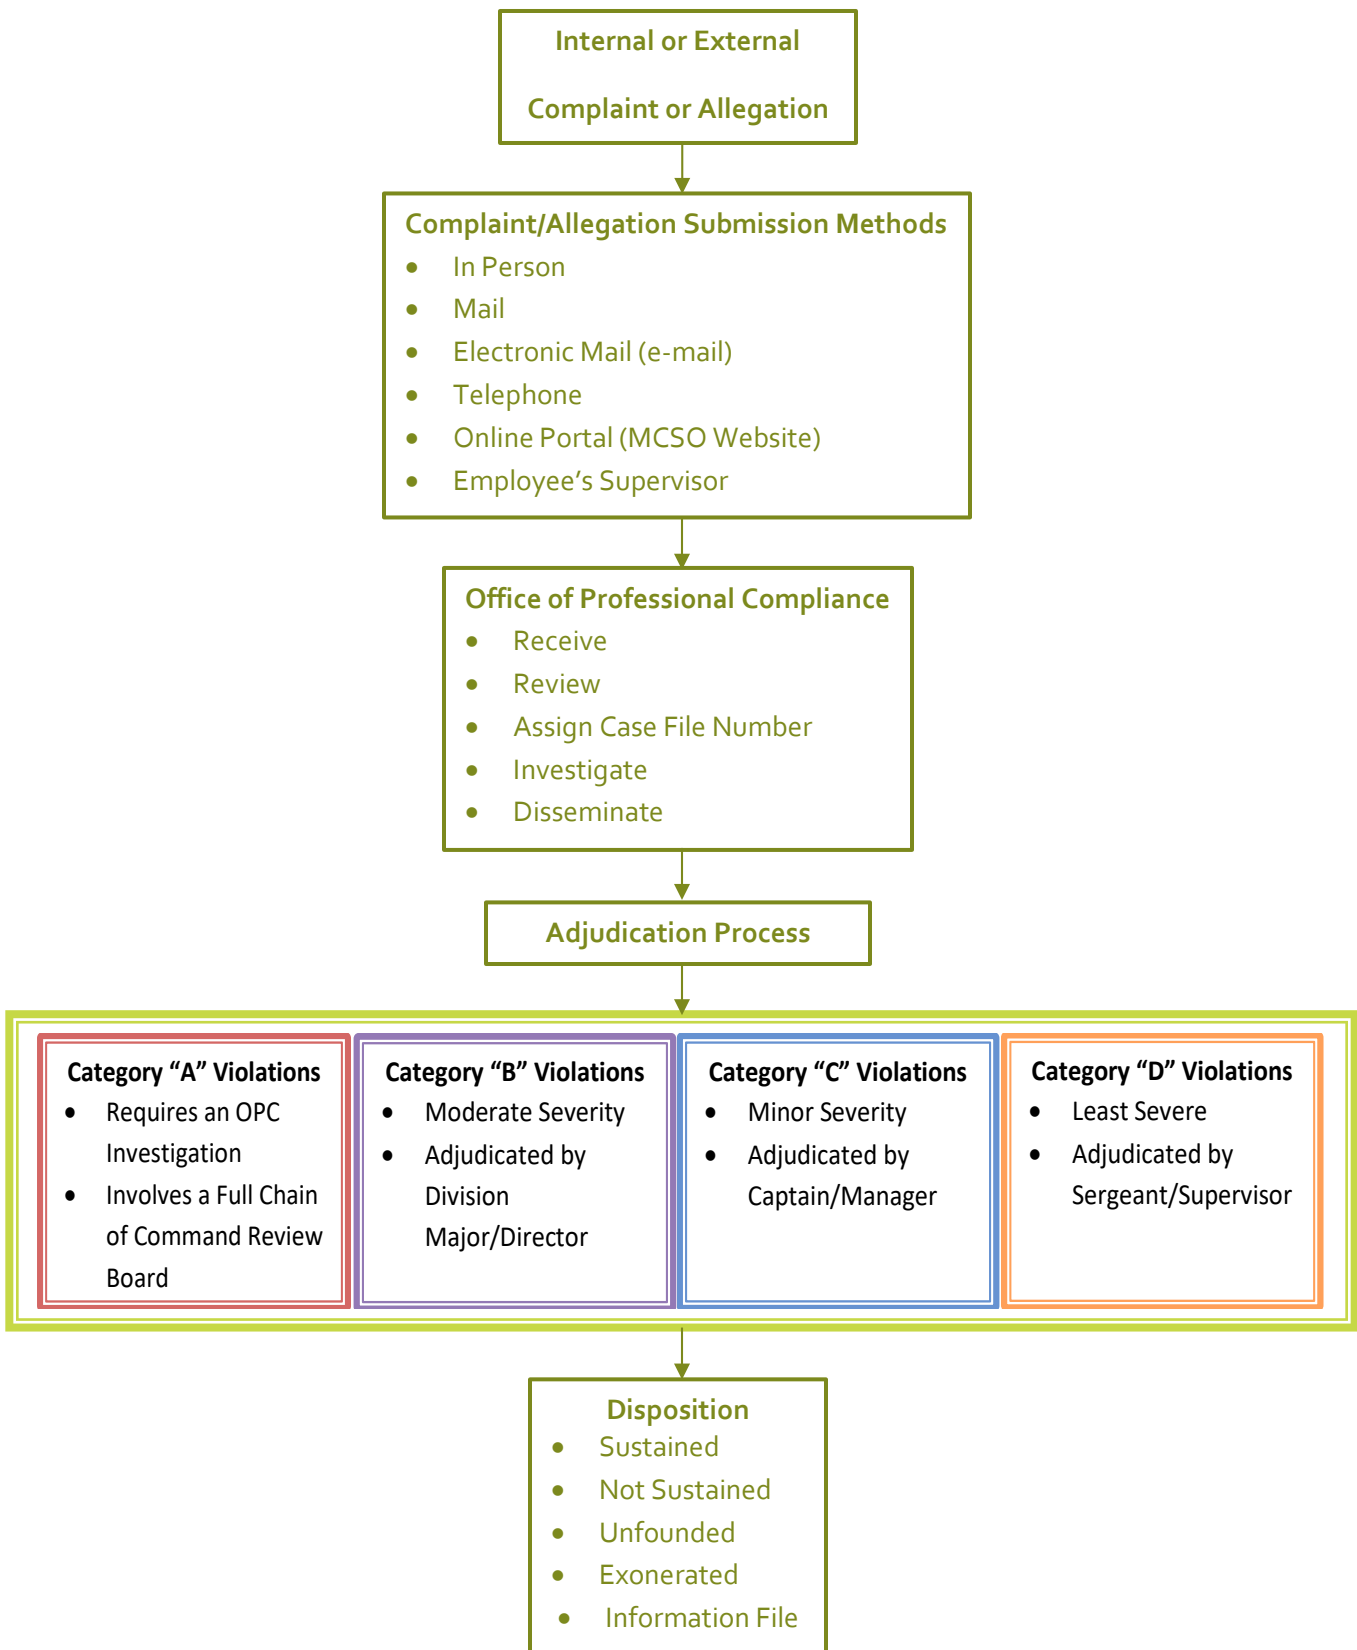 Internal or External
Complaint or Allegation
Complaint/Allegation Submission Methods
• In Person
• Mail
• Electronic Mail (e-mail)
• Telephone
• Online Portal (MCSO Website)
• Employee’s Supervisor
Office of Professional Compliance
• Receive
• Review
• Assign Case File Number
• Investigate
• Disseminate
Adjudication Process
Category “A” Violations
• Requires an OPC
Investigation
• Involves a Full Chain
of Command Review
Board
Category “B” Violations
• Moderate Severity
• Adjudicated by
Division
Major/Director
Category “C” Violations
• Minor Severity
• Adjudicated by
Captain/Manager
Category “D” Violations
• Least Severe
• Adjudicated by
Sergeant/Supervisor
Disposition
• Sustained
• Not Sustained
• Unfounded
• Exonerated
• Information File